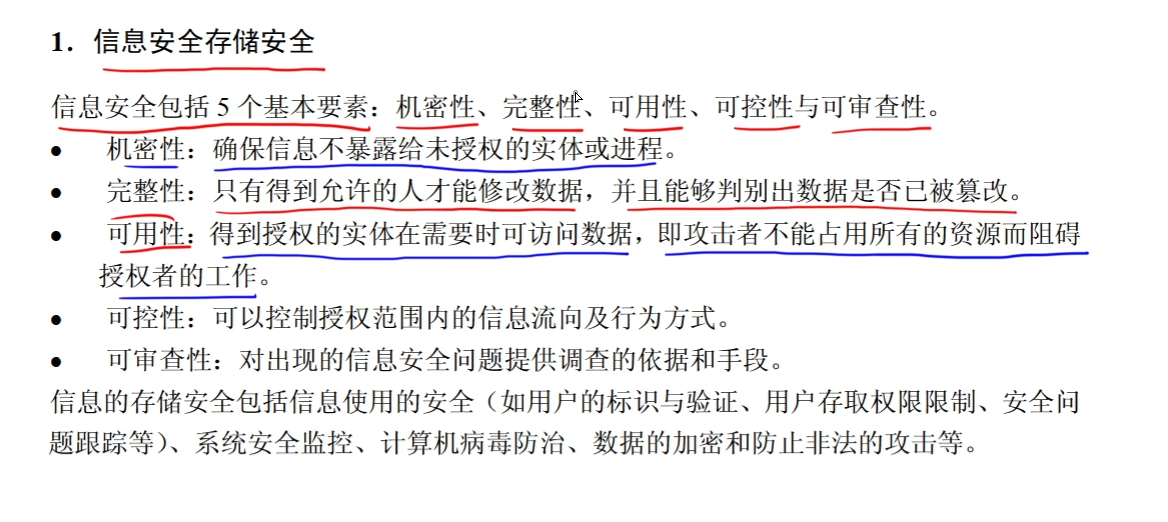 1. 信息安全存储安全
信息安全包括 5 个基本要素：机密性、完整性、可用性、可控性与可审查性。
● 机密性：确保信息不暴露给未授权的实体或进程。
● 完整性：只有得到允许的人才能修改数据，并且能够判别出数据是否已被篡改。
● 可用性：得到授权的实体在需要时可访问数据，即攻击者不能占用所有的资源而阻碍
授权者的工作。
● 可控性：可以控制授权范围内的信息流向及行为方式。
● 可审查性：对出现的信息安全问题提供调查的依据和手段。
信息的存储安全包括信息使用的安全（如用户的标识与验证、用户存取权限限制、安全问
题跟踪等）、系统安全监控、计算机病毒防治、数据的加密和防止非法的攻击等。